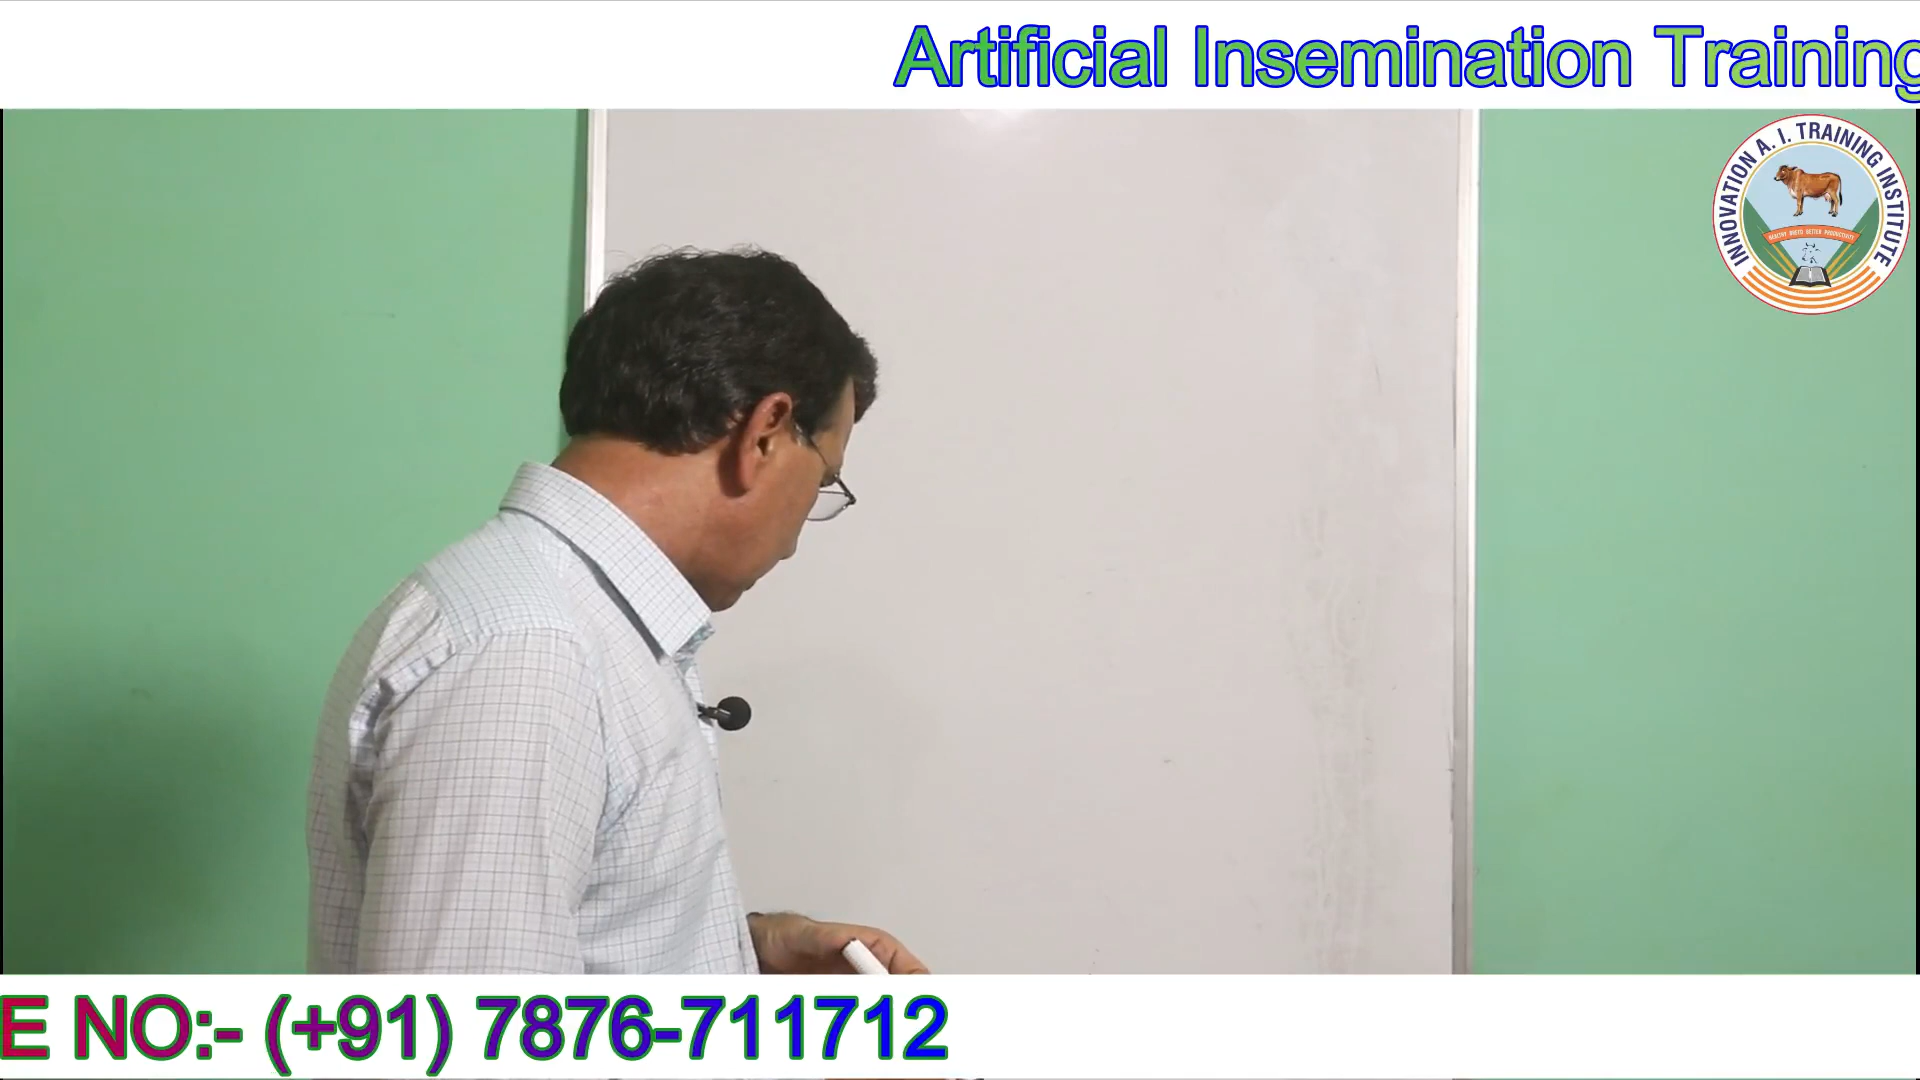 Artificial Insemination Training
INNOVATION A. I. TRAINING INSTITUTE
E NO:- (+91) 7876-711712